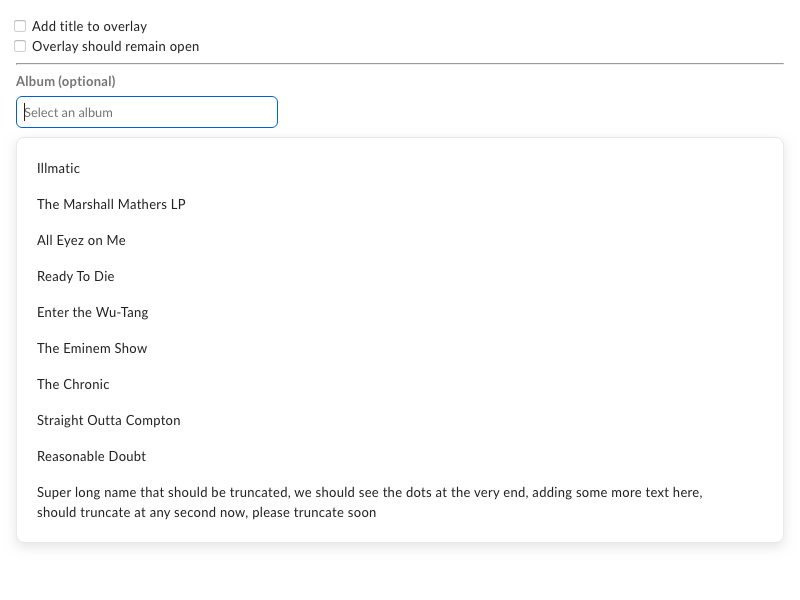 Add title to overlay
Overlay should remain open
Album (optional)
Select an album
Illmatic
The Marshall Mathers LP
All Eyez on Me
Ready To Die
Enter the Wu-Tang
The Eminem Show
The Chronic
Straight Outta Compton
Reasonable Doubt
Super long name that should be truncated, we should see the dots at the very end, adding some more text here,
should truncate at any second now, please truncate soon